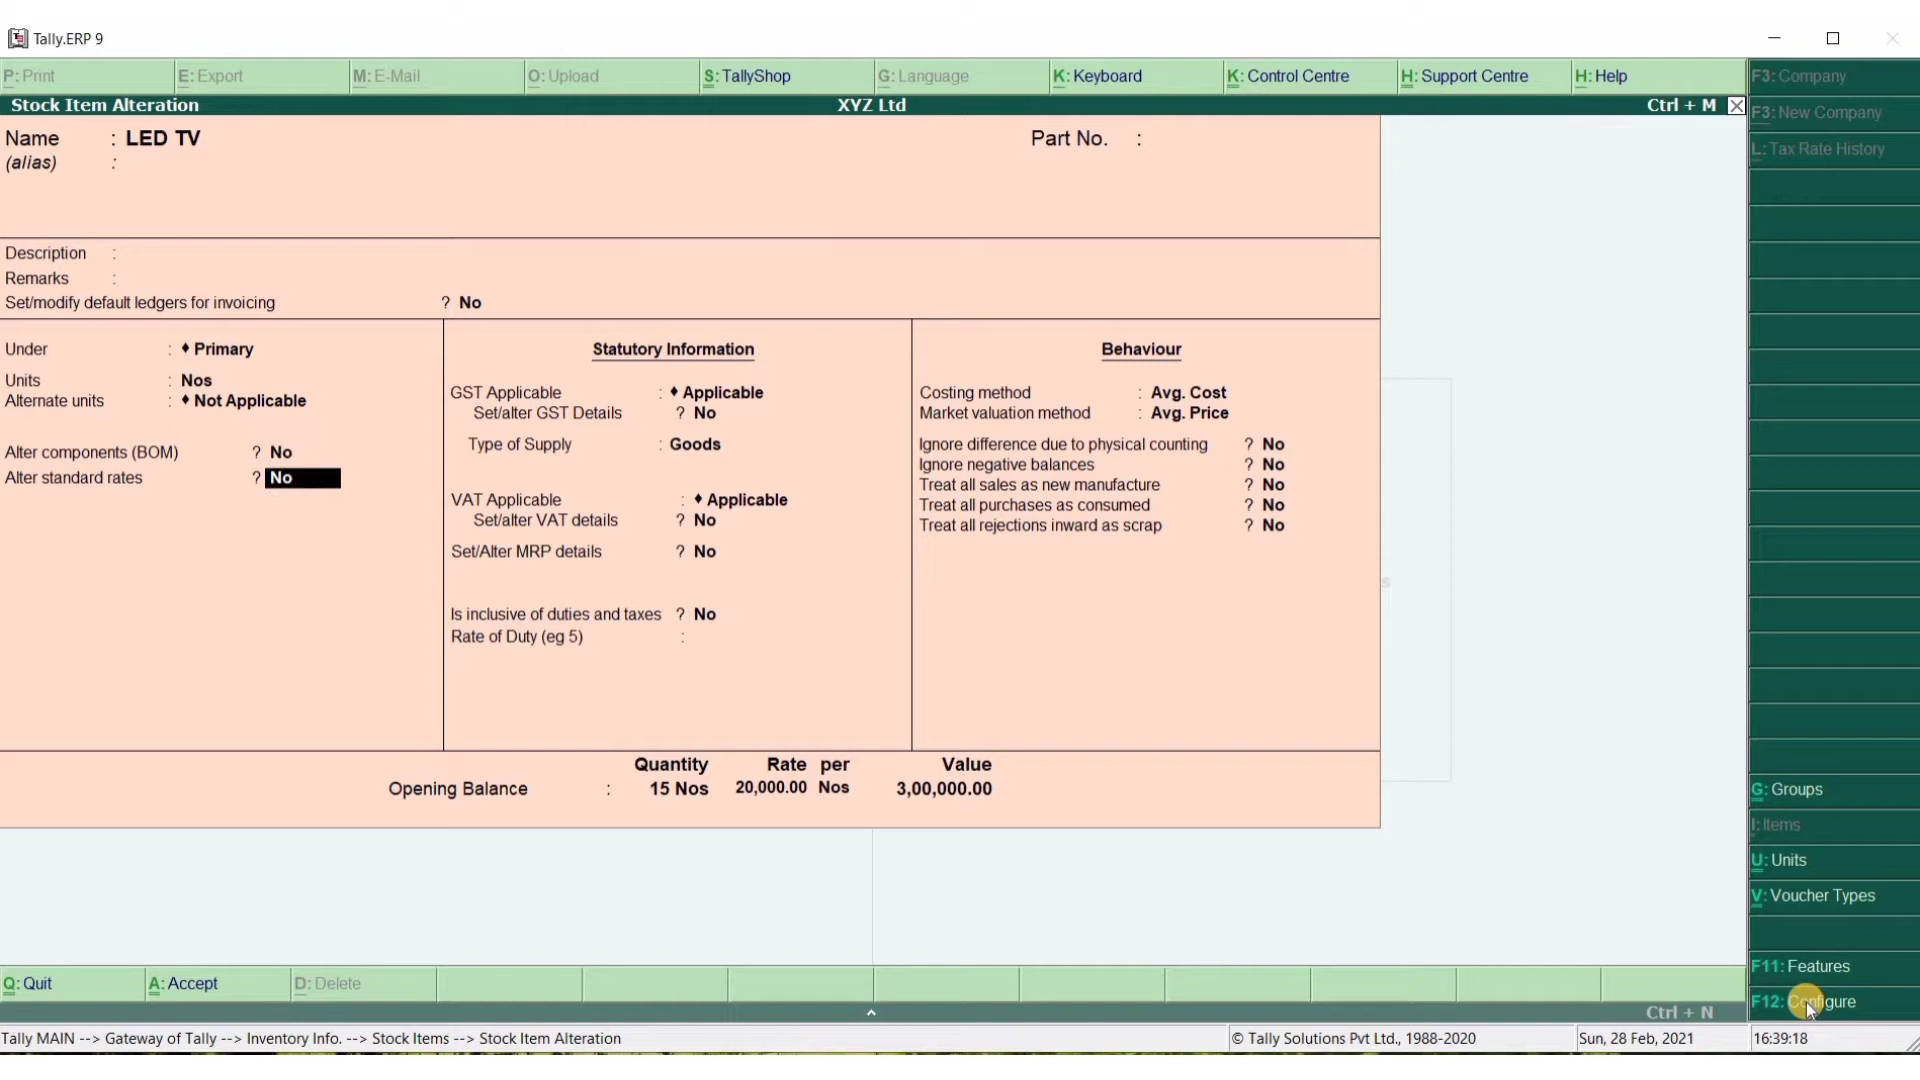 Tally.ERP 9
P: Print E: Export M: E-Mail O: Upload S: TallyShop G: Language K: Keyboard K: Control Centre H: Support Centre H: Help F3: Company
Stock Item Alteration XYZ Ltd Ctrl + M
F3: New Company
Name : LED TV Part No. :
(alias) :
L: Tax Rate History
Description :
Remarks :
Set/modify default ledgers for invoicing ? No
Under : ♦ Primary
Units : Nos
Alternate units : ♦ Not Applicable
Alter components (BOM) ? No
Alter standard rates ? No
Statutory Information
GST Applicable : ♦ Applicable
Set/alter GST Details ? No
Type of Supply : Goods
VAT Applicable : ♦ Applicable
Set/alter VAT details ? No
Set/Alter MRP details ? No
Is inclusive of duties and taxes ? No
Rate of Duty (eg 5) :
Behaviour
Costing method : Avg. Cost
Market valuation method : Avg. Price
Ignore difference due to physical counting ? No
Ignore negative balances ? No
Treat all sales as new manufacture ? No
Treat all purchases as consumed ? No
Treat all rejections inward as scrap ? No
s
Quantity Rate per Value
Opening Balance : 15 Nos 20,000.00 Nos 3,00,000.00
G: Groups
I: Items
U: Units
V: Voucher Types
F11: Features
F12: Configure
Q: Quit A: Accept D: Delete
Ctrl + N
Tally MAIN --> Gateway of Tally --> Inventory Info. --> Stock Items --> Stock Item Alteration © Tally Solutions Pvt Ltd., 1988-2020 Sun, 28 Feb, 2021 16:39:18